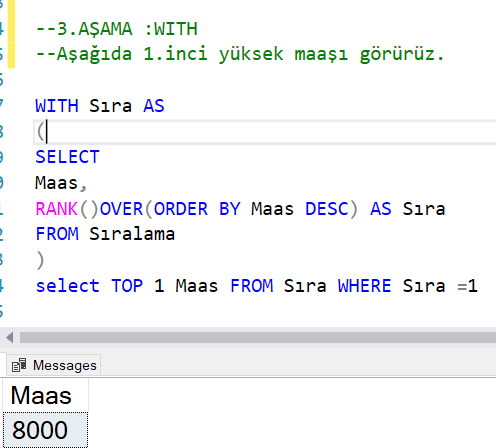 --3.AŞAMA :WITH
--Aşağıda 1.inci yüksek maaşı görürüz.
WITH Sıra AS
(
SELECT
Maas,
RANK()OVER(ORDER BY Maas DESC) AS Sıra
FROM Sıralama
)
select TOP 1 Maas FROM Sıra WHERE Sıra =1
Messages
Maas
8000